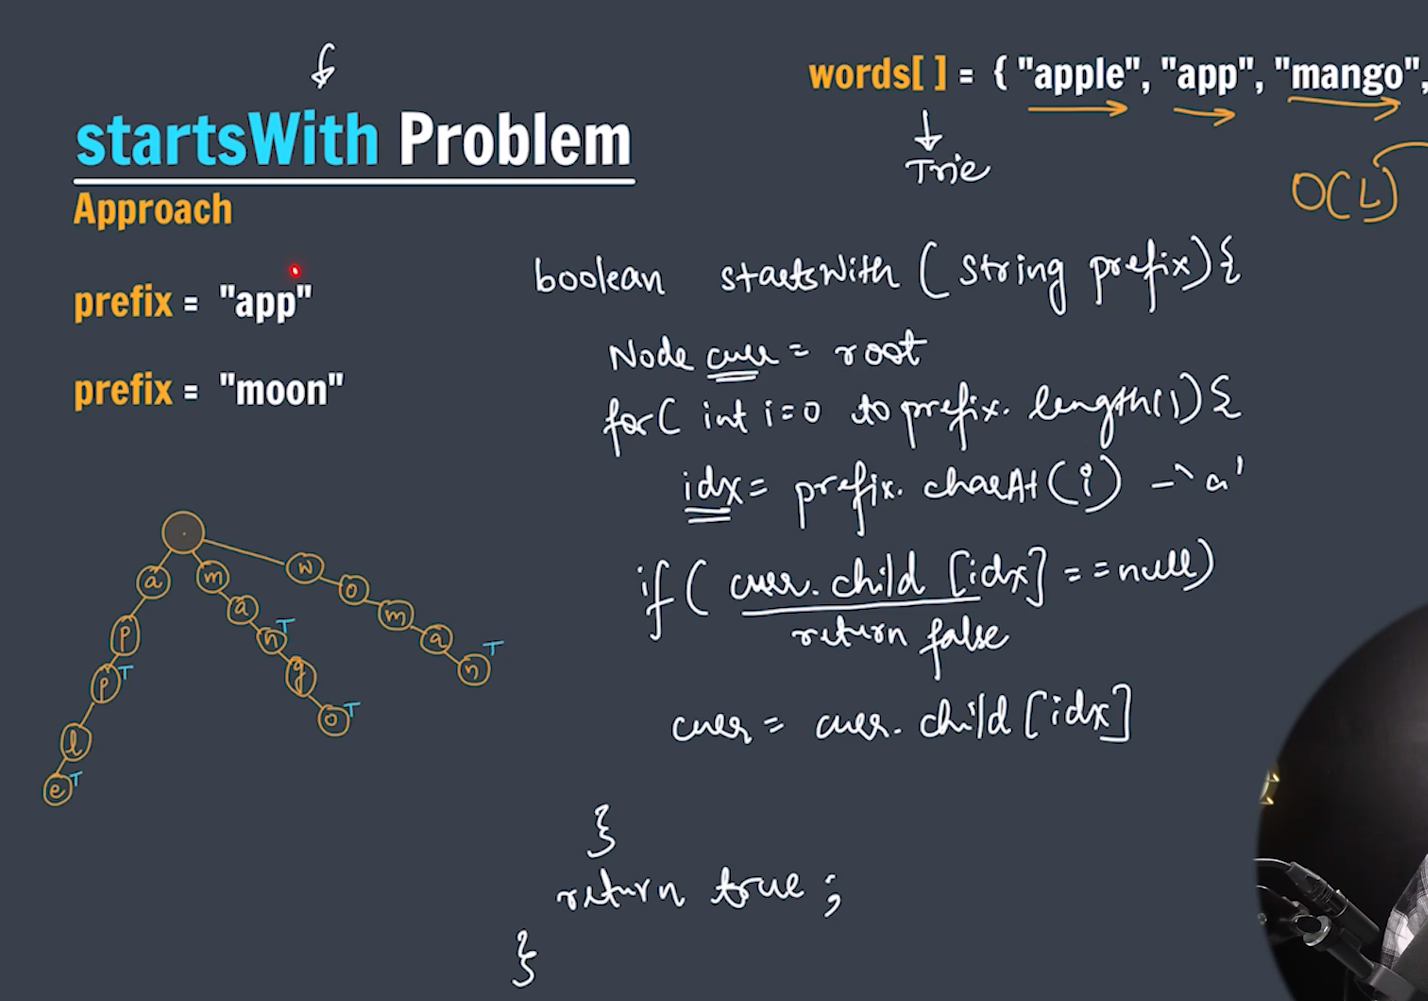 startsWith Problem
Approach
prefix = "app"
prefix = "moon"
words[ ] = { "apple", "app", "mango",
Trie
O(L)
boolean startsWith ( string prefix) {
Node curr = root
for( int i=0 to prefix. length()) {
idx = prefix. charAt (i) - 'a'
if ( curr. child [idx] == null)
return false
curr = curr. child [idx]
}
return true ;
}
a m w
p a o
p T n T m
l g a
e T o T n T